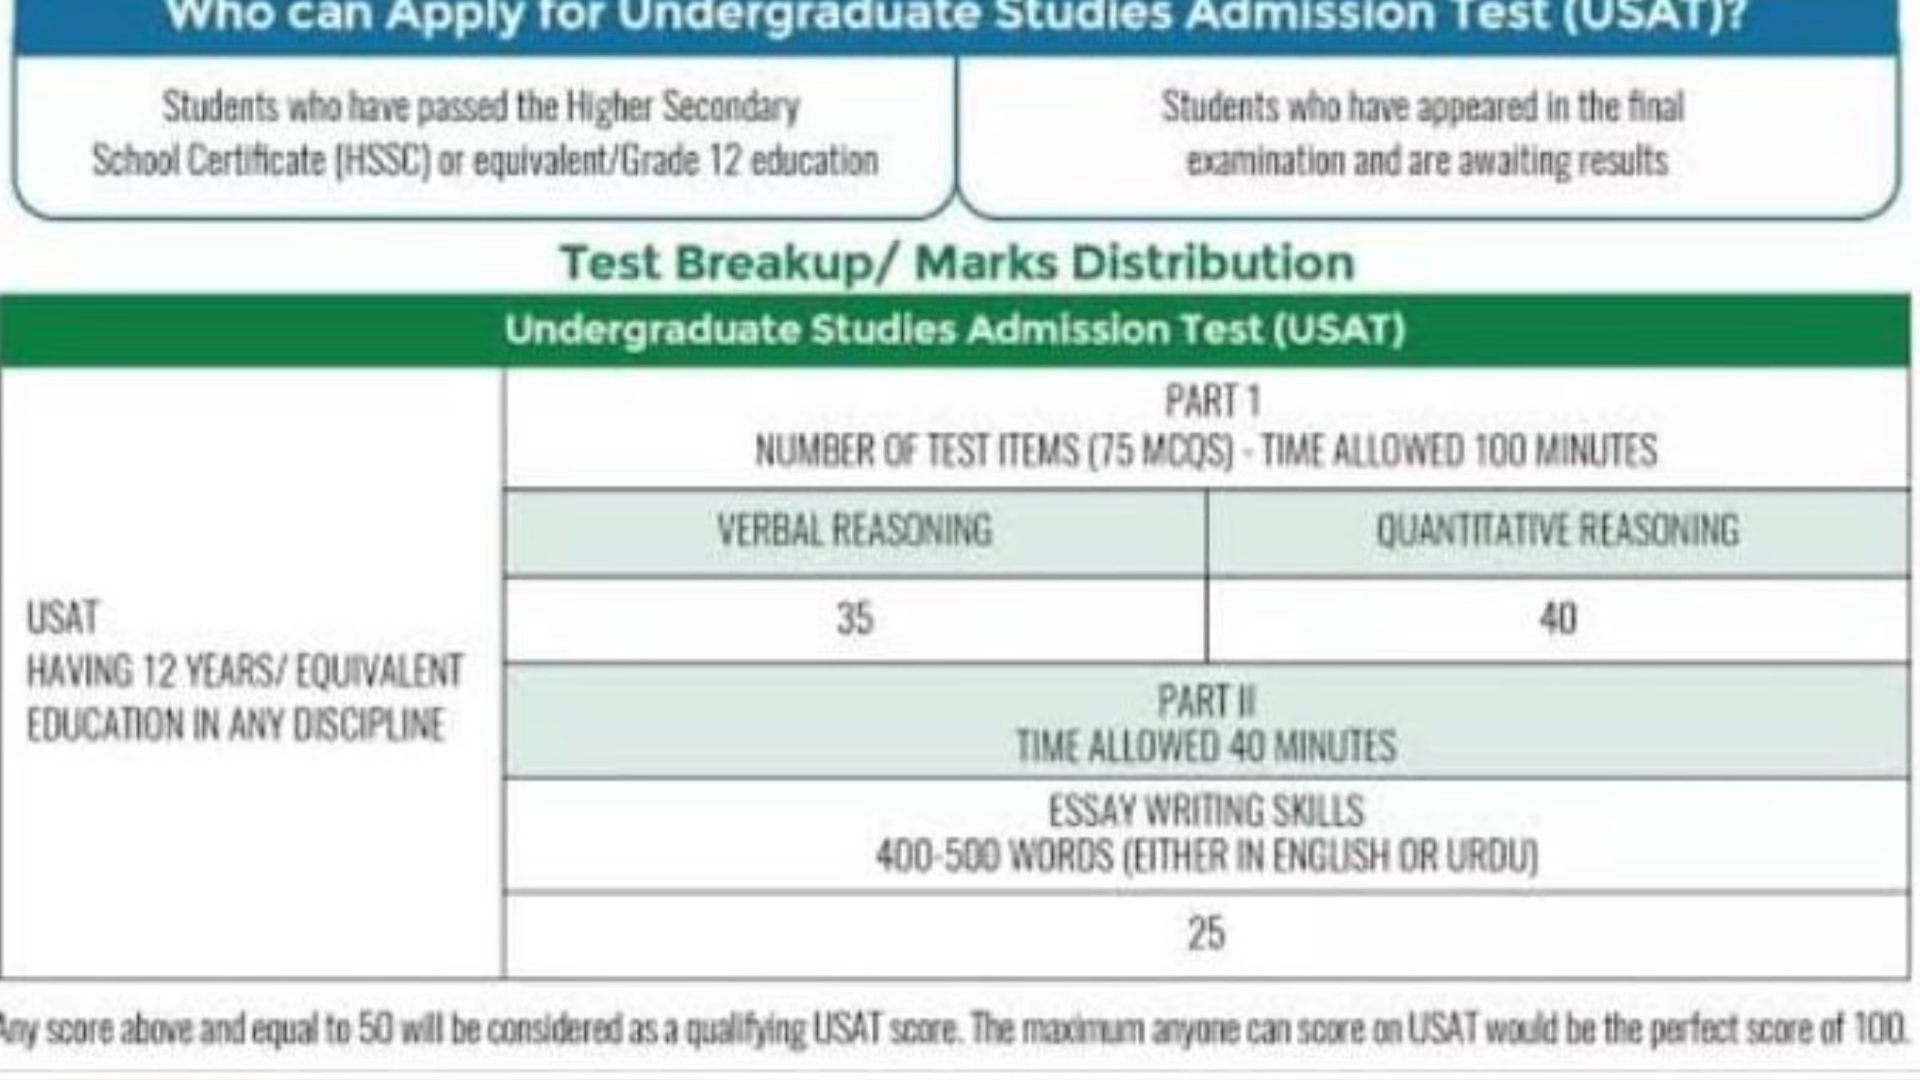 Who can Apply for Undergraduate Studies Admission Test (USAT)?
Students who have passed the Higher Secondary
School Certificate (HSSC) or equivalent/Grade 12 education
Students who have appeared in the final
examination and are awaiting results
Test Breakup/ Marks Distribution
Undergraduate Studies Admission Test (USAT)
USAT
HAVING 12 YEARS/ EQUIVALENT
EDUCATION IN ANY DISCIPLINE
PART 1
NUMBER OF TEST ITEMS (75 MCQS) - TIME ALLOWED 100 MINUTES
VERBAL REASONING
QUANTITATIVE REASONING
35
40
PART II
TIME ALLOWED 40 MINUTES
ESSAY WRITING SKILLS
400-500 WORDS (EITHER IN ENGLISH OR URDU)
25
Any score above and equal to 50 will be considered as a qualifying USAT score. The maximum anyone can score on USAT would be the perfect score of 100.